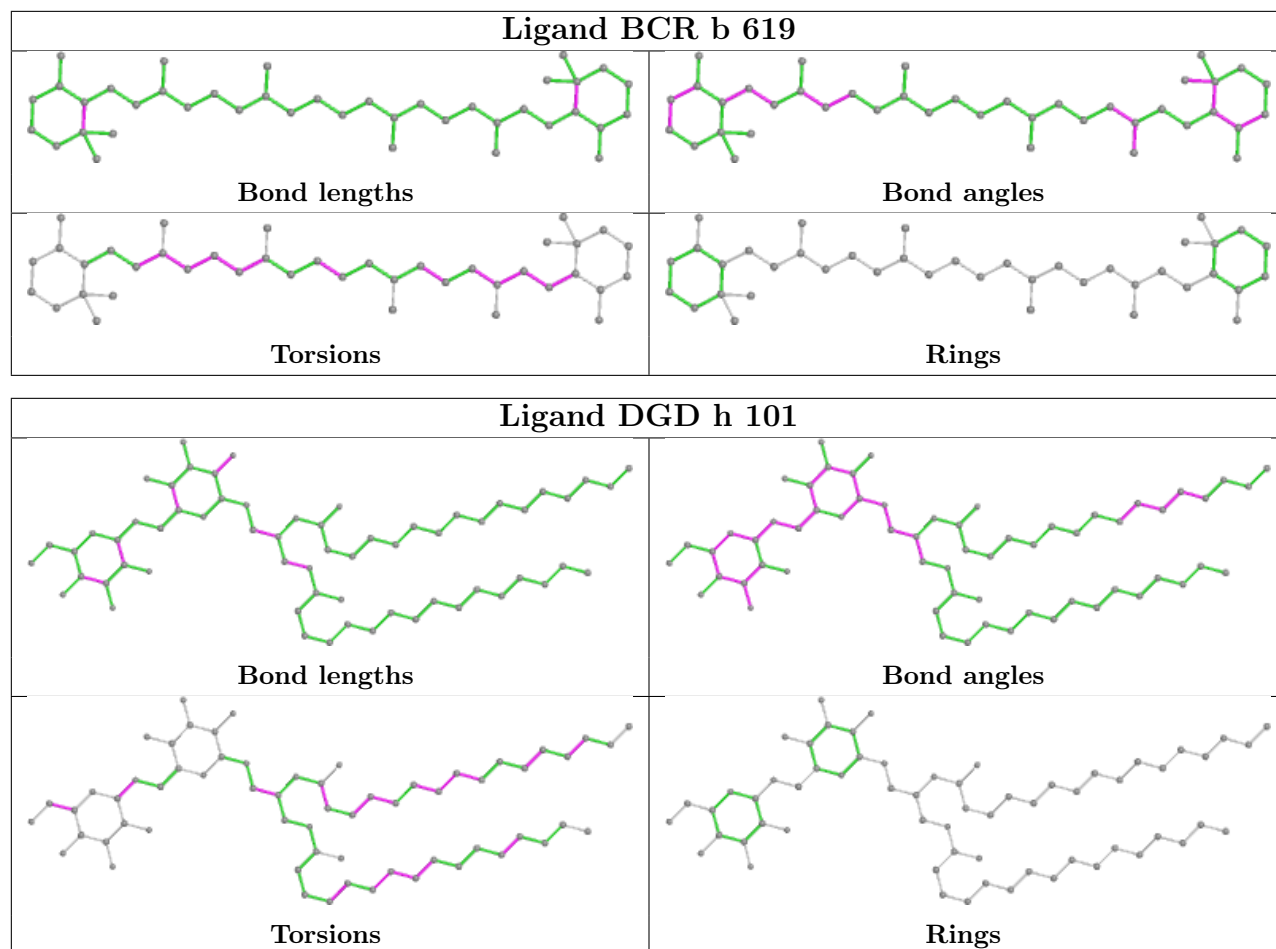 Ligand BCR b 619
Bond lengths
Bond angles
Torsions
Rings
Ligand DGD h 101
Bond lengths
Bond angles
Torsions
Rings